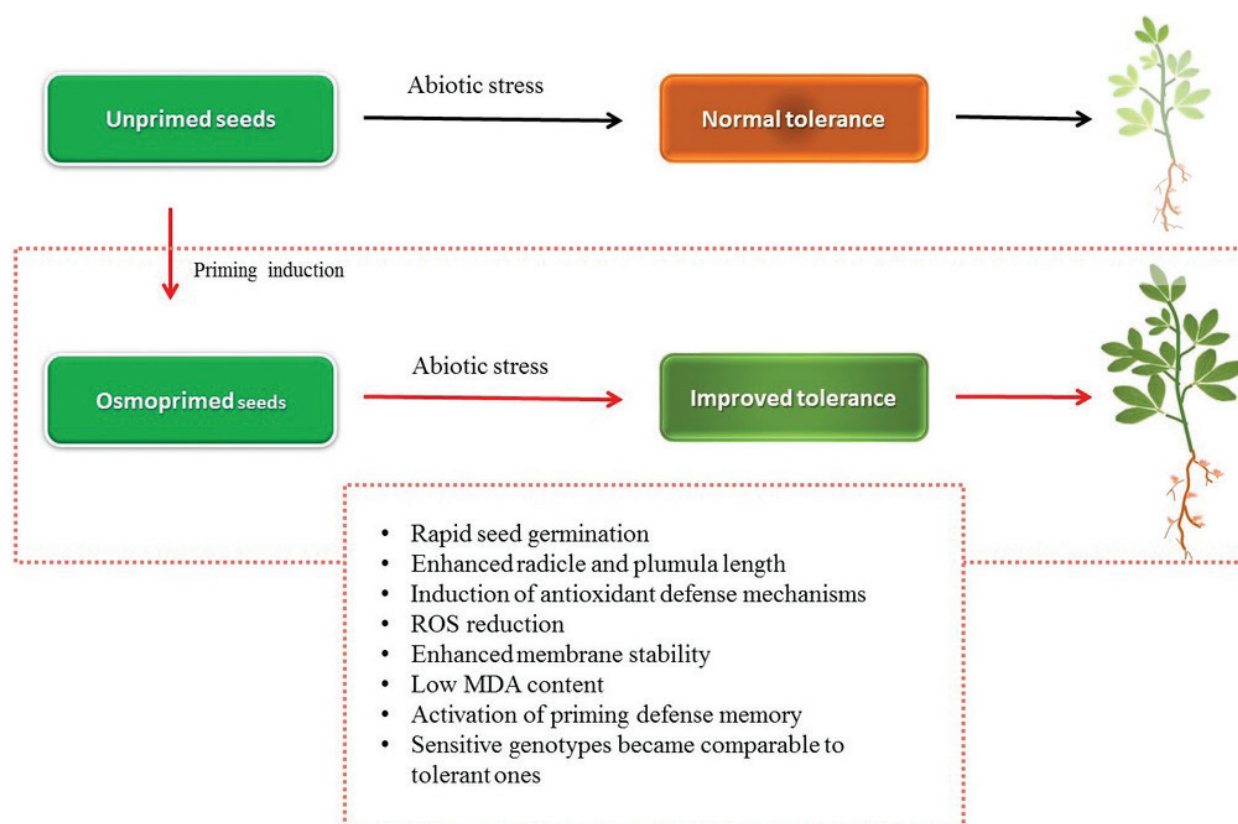 Abiotic stress
Unprimed seeds
Normal tolerance
Priming induction
Abiotic stress
Osmoprimed seeds
Improved tolerance
• Rapid seed germination
• Enhanced radicle and plumula length
• Induction of antioxidant defense mechanisms
• ROS reduction
• Enhanced membrane stability
• Low MDA content
• Activation of priming defense memory
• Sensitive genotypes became comparable to
tolerant ones